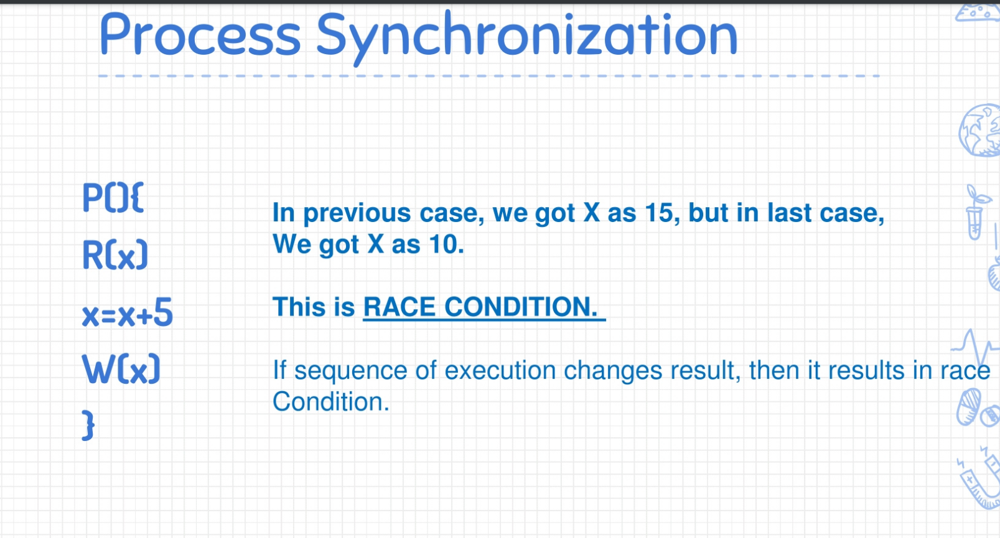 Process Synchronization
P(){
R(x)
x=x+5
W(x)
}
In previous case, we got X as 15, but in last case,
We got X as 10.
This is RACE CONDITION.
If sequence of execution changes result, then it results in race
Condition.